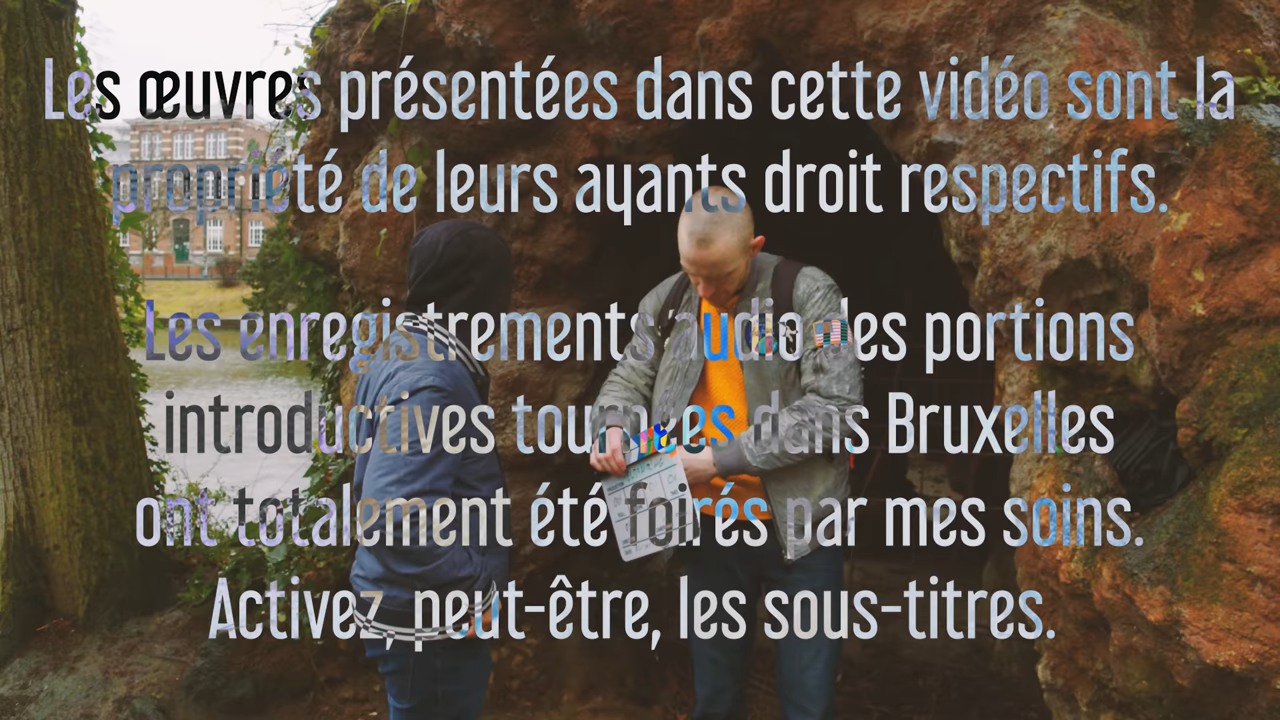 Les œuvres présentées dans cette vidéo sont la
propriété de leurs ayants droit respectifs.
Les enregistrements audio des portions
introductives tournées dans Bruxelles
ont totalement été foirés par mes soins.
Activez, peut-être, les sous-titres.